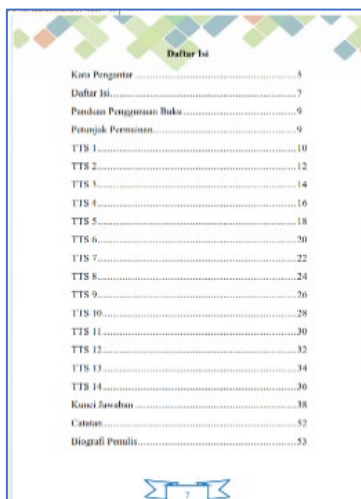 Daftar Isi
Kata Pengantar ........................................................ 5
Daftar Isi ........................................................ 7
Panduan Penggunaan Buku ........................................................ 9
Petunjuk Permainan ........................................................ 9
TTS 1 ........................................................ 10
TTS 2 ........................................................ 12
TTS 3 ........................................................ 14
TTS 4 ........................................................ 16
TTS 5 ........................................................ 18
TTS 6 ........................................................ 20
TTS 7 ........................................................ 22
TTS 8 ........................................................ 24
TTS 9 ........................................................ 26
TTS 10 ........................................................ 28
TTS 11 ........................................................ 30
TTS 12 ........................................................ 32
TTS 13 ........................................................ 34
TTS 14 ........................................................ 36
Kunci Jawaban ........................................................ 38
Catatan ........................................................ 52
Biografi Penulis ........................................................ 53
7